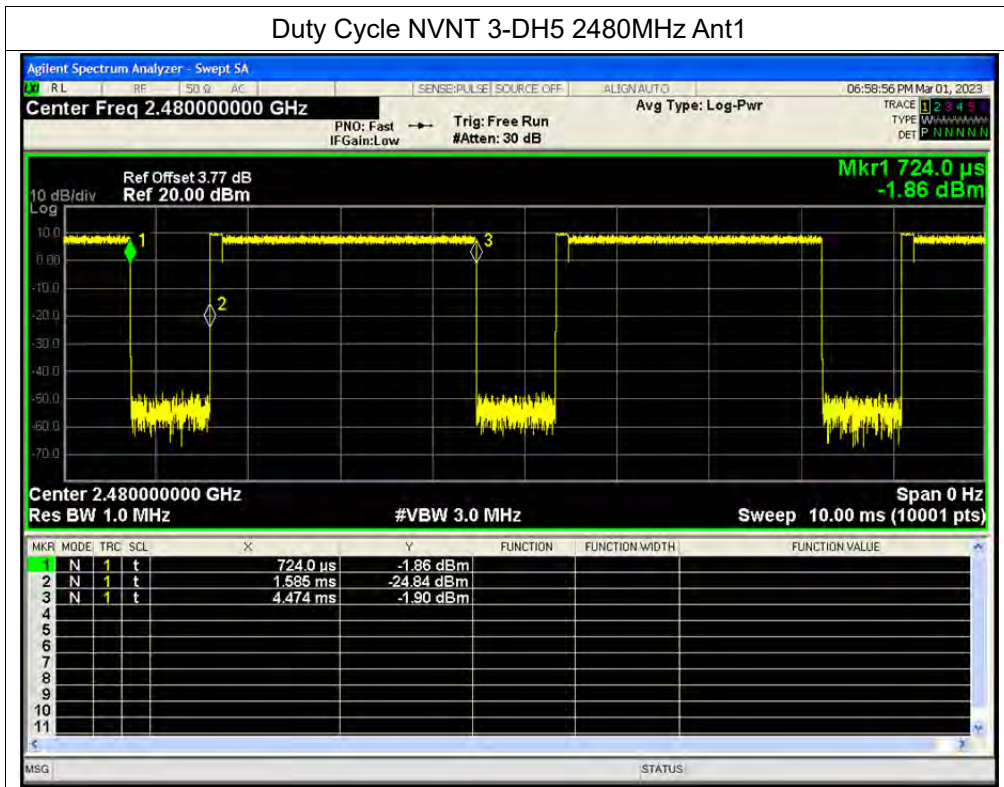 Duty Cycle NVNT 3-DH5 2480MHz Ant1
Agilent Spectrum Analyzer - Swept SA
LXI RL RF 50 Ω AC SENSE:PULSE SOURCE OFF ALIGN AUTO 06:58:56 PM Mar 01, 2023
Center Freq 2.480000000 GHz Avg Type: Log-Pwr TRACE 1 2 3 4 5 6
PNO: Fast Trig: Free Run TYPE W
IFGain:Low #Atten: 30 dB DET P N N N N N
Mkr1 724.0 µs
Ref Offset 3.77 dB
10 dB/div Ref 20.00 dBm -1.86 dBm
Log
10.0
0.00
-10.0
-20.0
-30.0
-40.0
-50.0
-60.0
-70.0
1
2
3
Center 2.480000000 GHz Span 0 Hz
Res BW 1.0 MHz #VBW 3.0 MHz Sweep 10.00 ms (10001 pts)
MKR MODE TRC SCL X Y FUNCTION FUNCTION WIDTH FUNCTION VALUE
1 N 1 t 724.0 µs -1.86 dBm
2 N 1 t 1.585 ms -24.84 dBm
3 N 1 t 4.474 ms -1.90 dBm
4
5
6
7
8
9
10
11
MSG STATUS